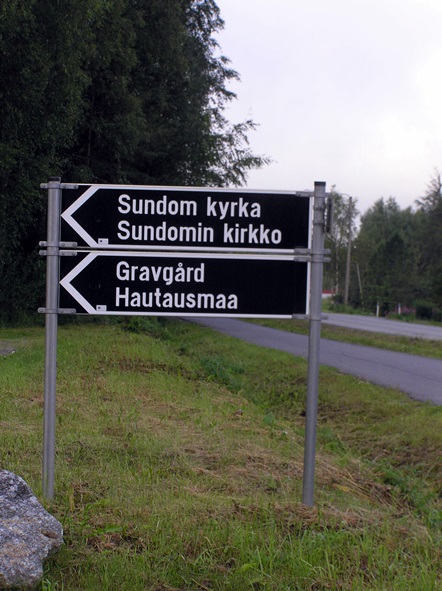 Sundom kyrka
Sundomin kirkko
Gravgård
Hautausmaa